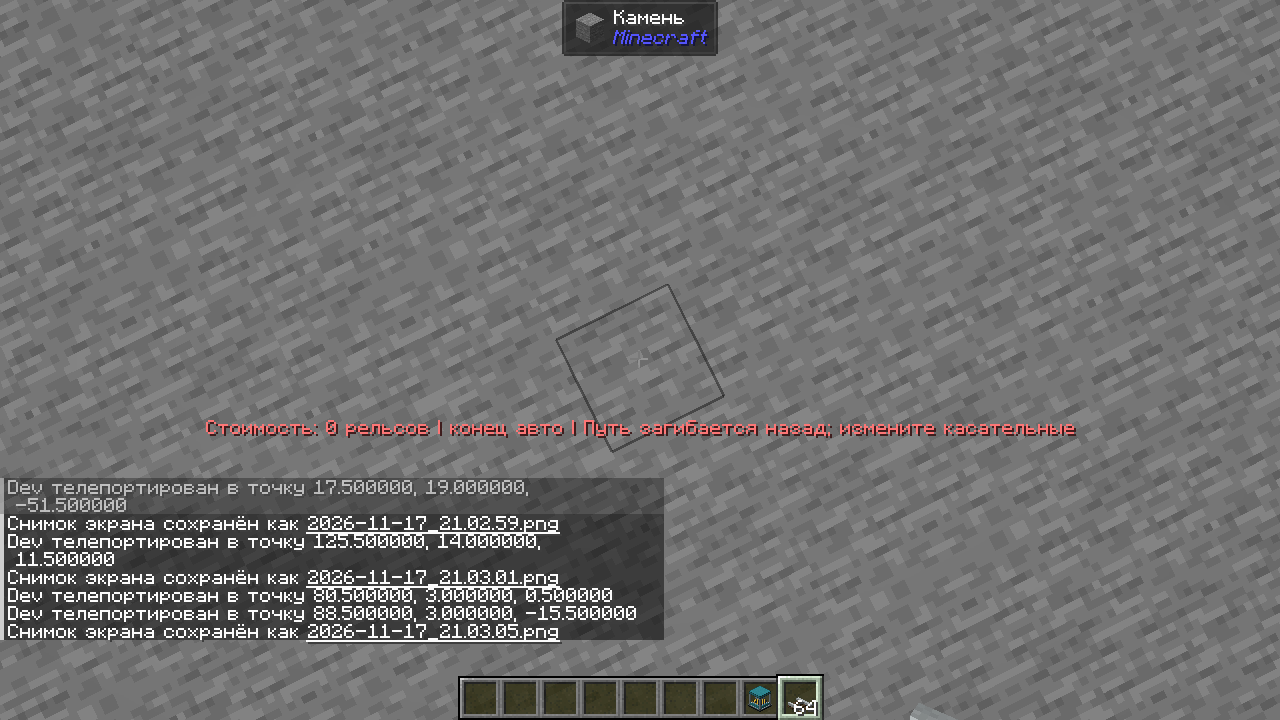 Камень
Minecraft
Стоимость: 0 рельсов | конец авто | Путь загибается назад; измените касательные
Dev телепортирован в точку 17.500000, 19.000000,
-51.500000
Снимок экрана сохранён как 2026-11-17_21.02.59.png
Dev телепортирован в точку 125.500000, 14.000000,
11.500000
Снимок экрана сохранён как 2026-11-17_21.03.01.png
Dev телепортирован в точку 80.500000, 3.000000, 0.500000
Dev телепортирован в точку 88.500000, 3.000000, -15.500000
Снимок экрана сохранён как 2026-11-17_21.03.05.png
64